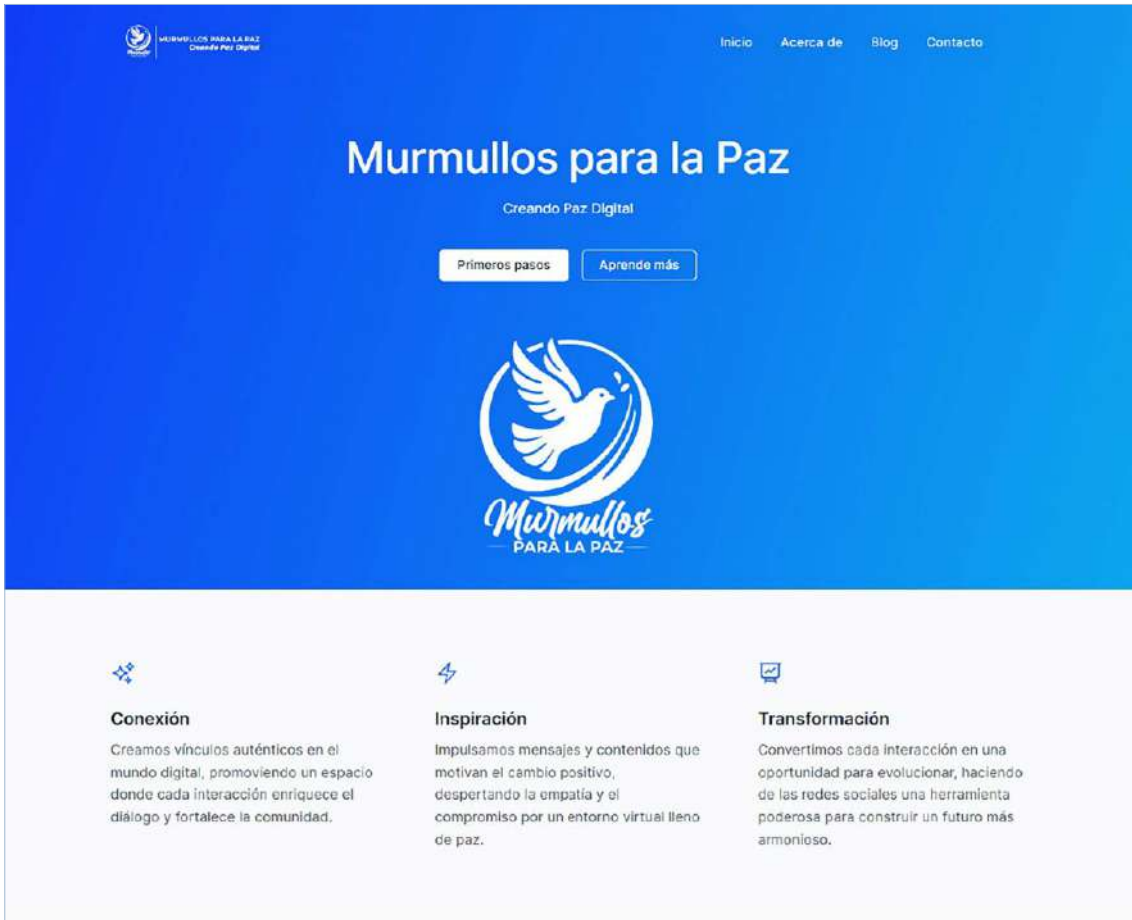 MURMULLOS PARA LA PAZ
Creando Paz Digital
Inicio Acerca de Blog Contacto
Murmullos para la Paz
Creando Paz Digital
Primeros pasos Aprende más
Murmullos
PARA LA PAZ
Conexión
Creamos vínculos auténticos en el
mundo digital, promoviendo un espacio
donde cada interacción enriquece el
diálogo y fortalece la comunidad.
Inspiración
Impulsamos mensajes y contenidos que
motivan el cambio positivo,
despertando la empatía y el
compromiso por un entorno virtual lleno
de paz.
Transformación
Convertimos cada interacción en una
oportunidad para evolucionar, haciendo
de las redes sociales una herramienta
poderosa para construir un futuro más
armonioso.